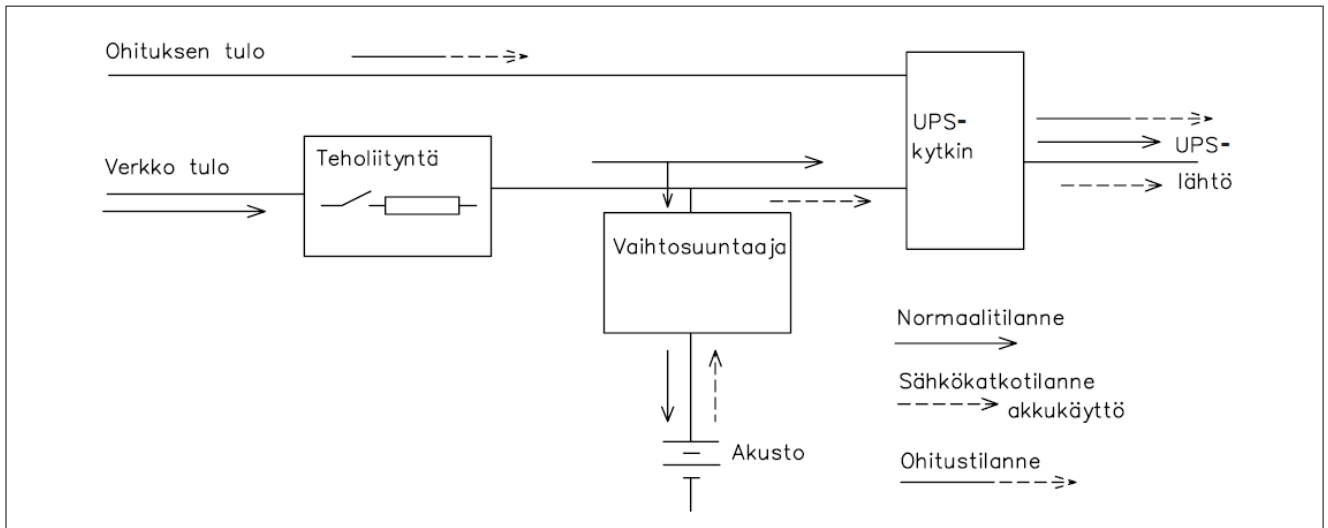 Ohituksen tulo
Verkko tulo
Teholiityntä
UPS-
kytkin
UPS-
lähtö
Vaihtosuuntaaja
Akusto
Normaalitilanne
Sähkökatkotilanne
akkukäyttö
Ohitustilanne